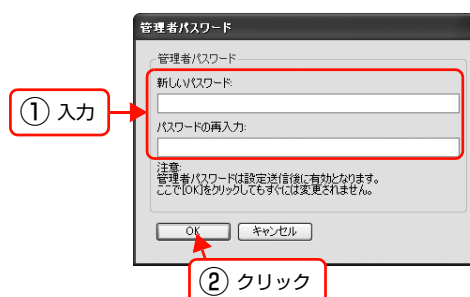 管理者パスワード
管理者パスワード
新しいパスワード:
① 入力
パスワードの再入力:
注意:
管理者パスワードは設定送信後に有効となります。
ここで[OK]をクリックしてもすぐには変更されません。
OK キャンセル
② クリック